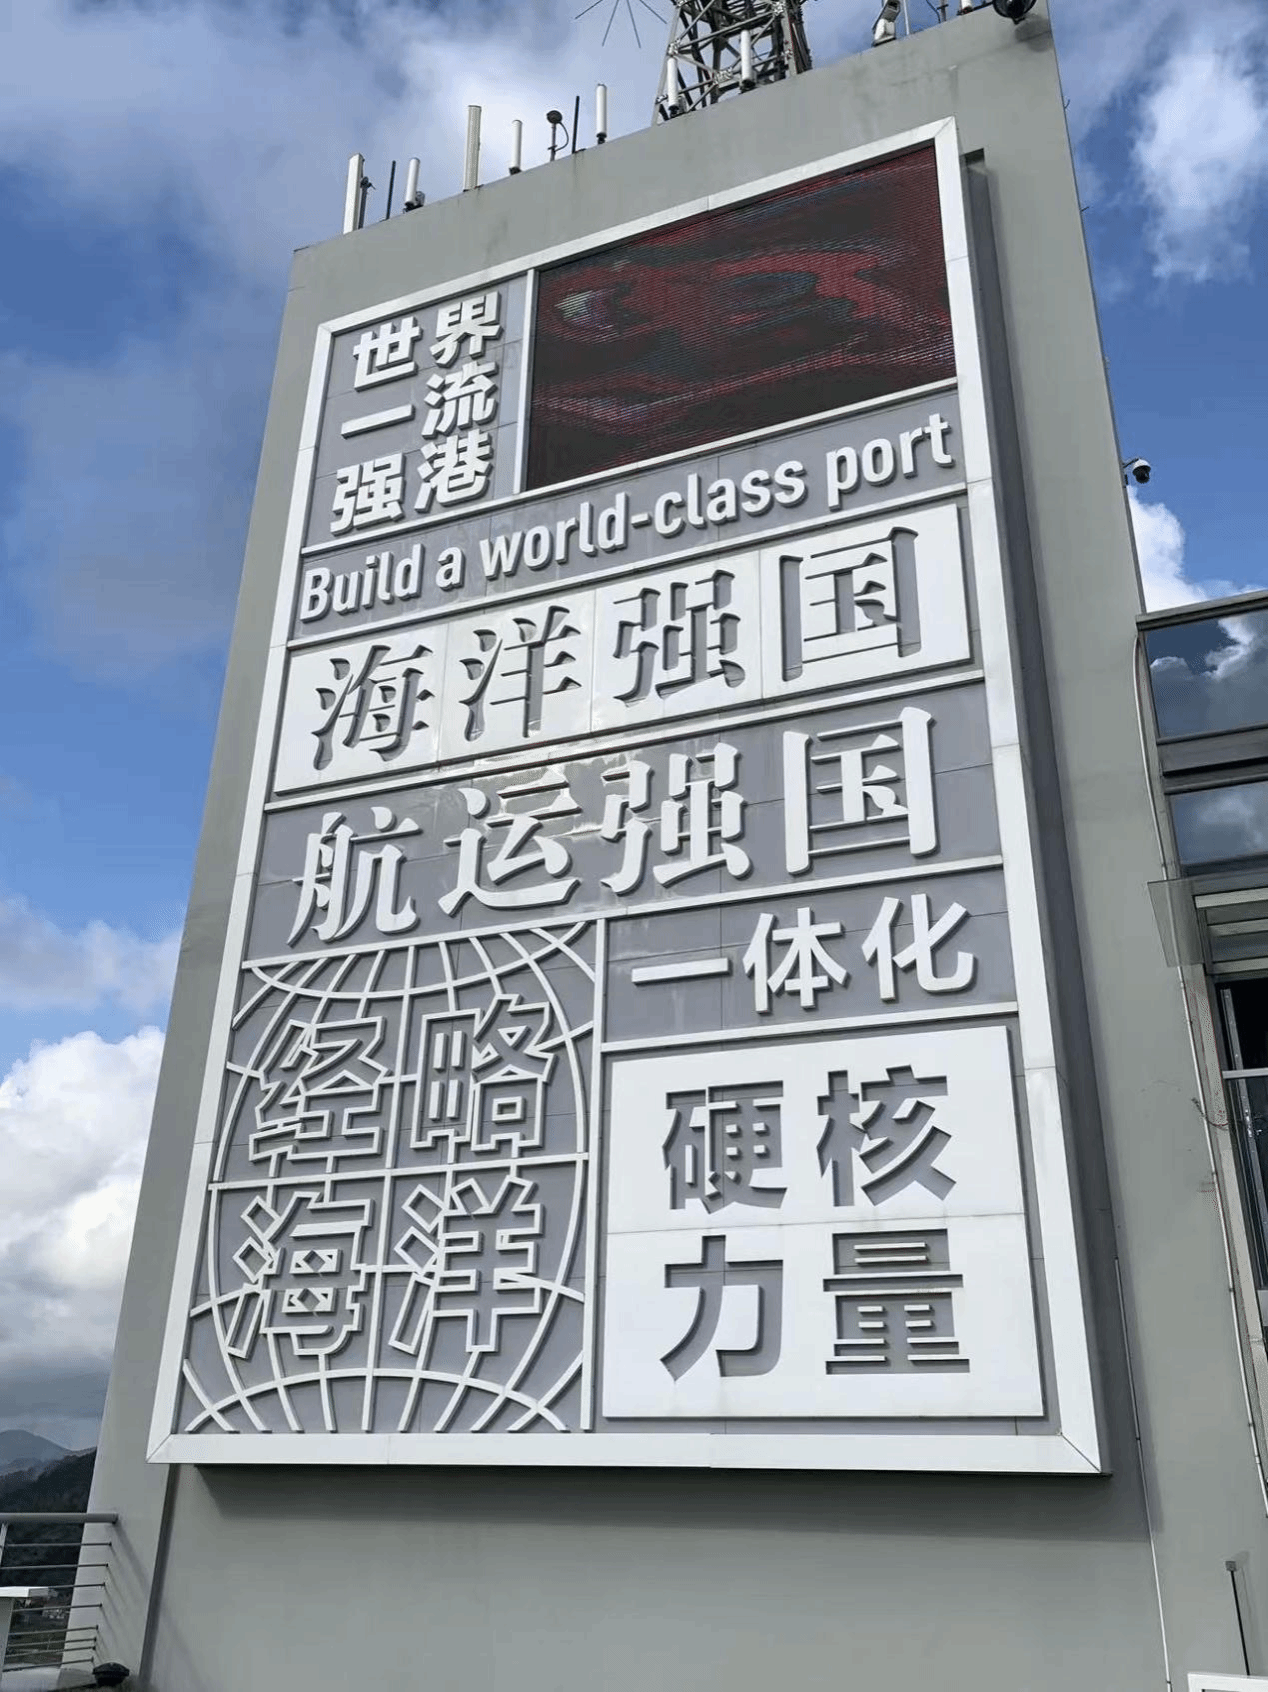 世界
一流
强港
Build a world-class port
海洋强国
航运强国
一体化
经略
海洋
硬核
力量